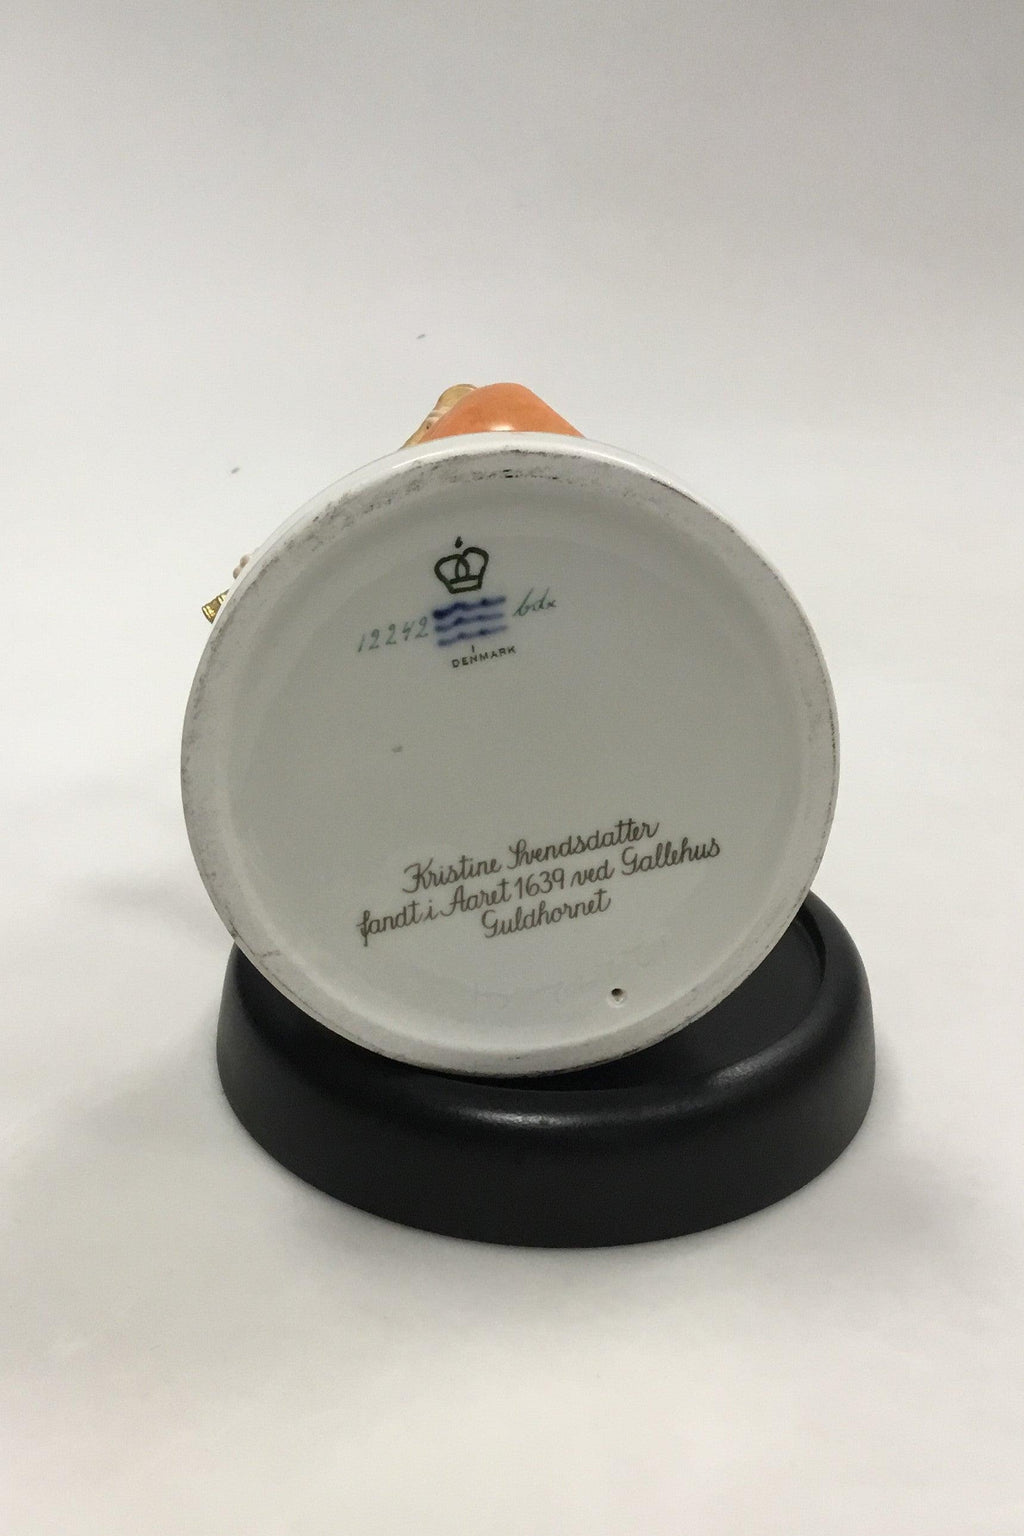 12242
DENMARK
Kristine Svendsdatter
fandt i Aaret 1639 ved Gallehus
Guldhornet